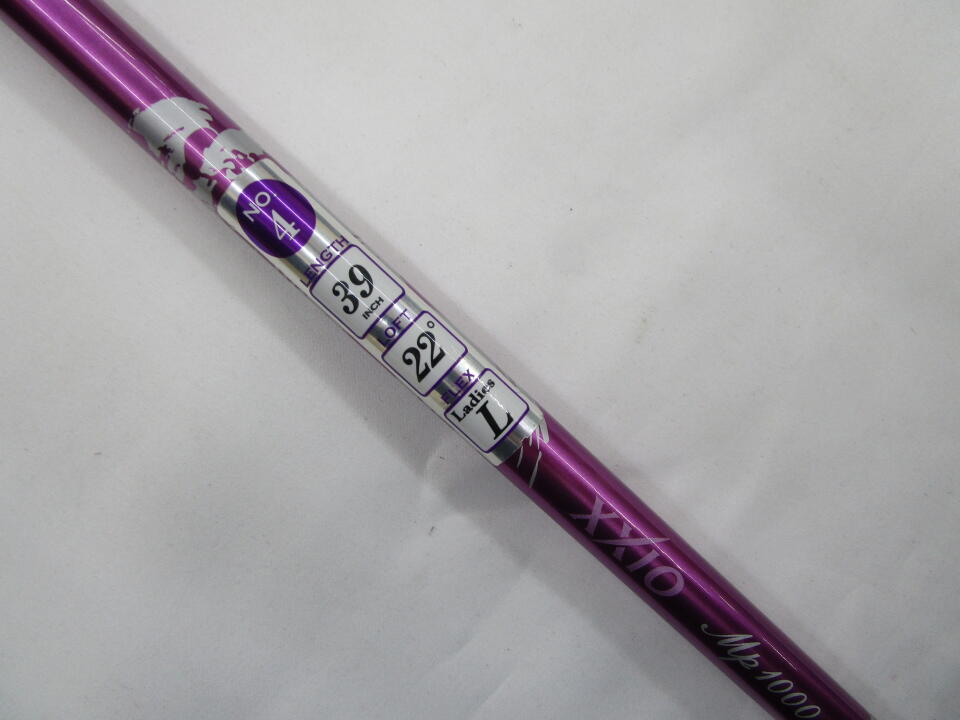 NO
4
LENGTH
39
INCH
LOFT
22°
FLEX
Ladies
L
XXIO
Mp1000